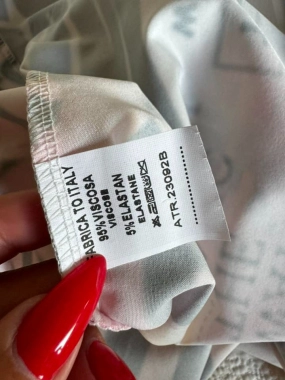 FABRICA TO ITALY
95% VISCOSA
VISCOSE
5% ELASTAN
ELASTANE
ATR.23092B